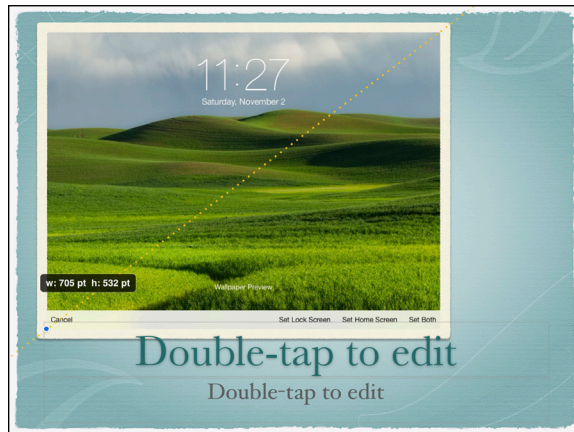 11:27
Saturday, November 2
w: 705 pt h: 532 pt
Wallpaper Preview
Cancel Set Lock Screen Set Home Screen Set Both
Double-tap to edit
Double-tap to edit